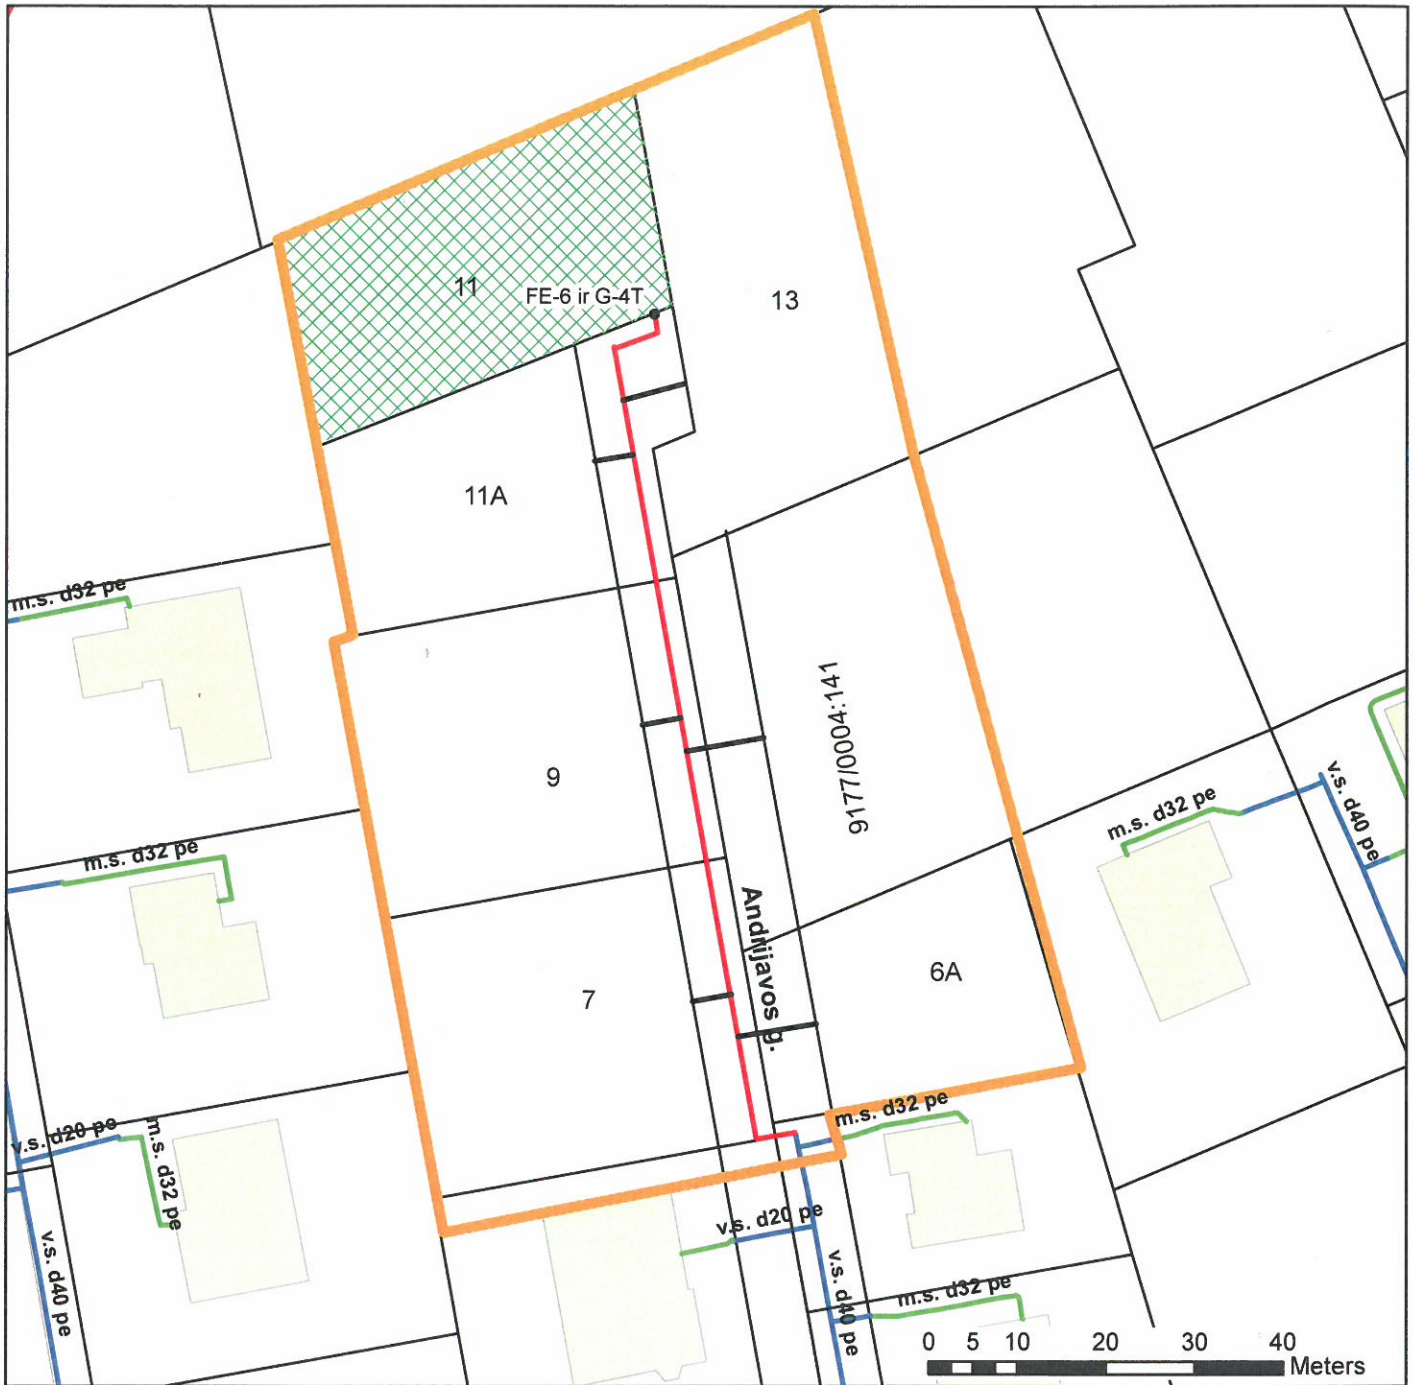 11
FE-6 ir G-4T
13
11A
m.s. d32 pe
9177/0004:141
9
v.s. d40 pe
m.s. d32 pe
m.s. d32 pe
Andrijavos g.
6A
7
m.s. d32 pe
v.s. d20 pe
m.s. d32 pe
v.s. d20 pe
v.s. d40 pe
v.s. d40 pe
m.s. d32 pe
0 5 10 20 30 40
Meters